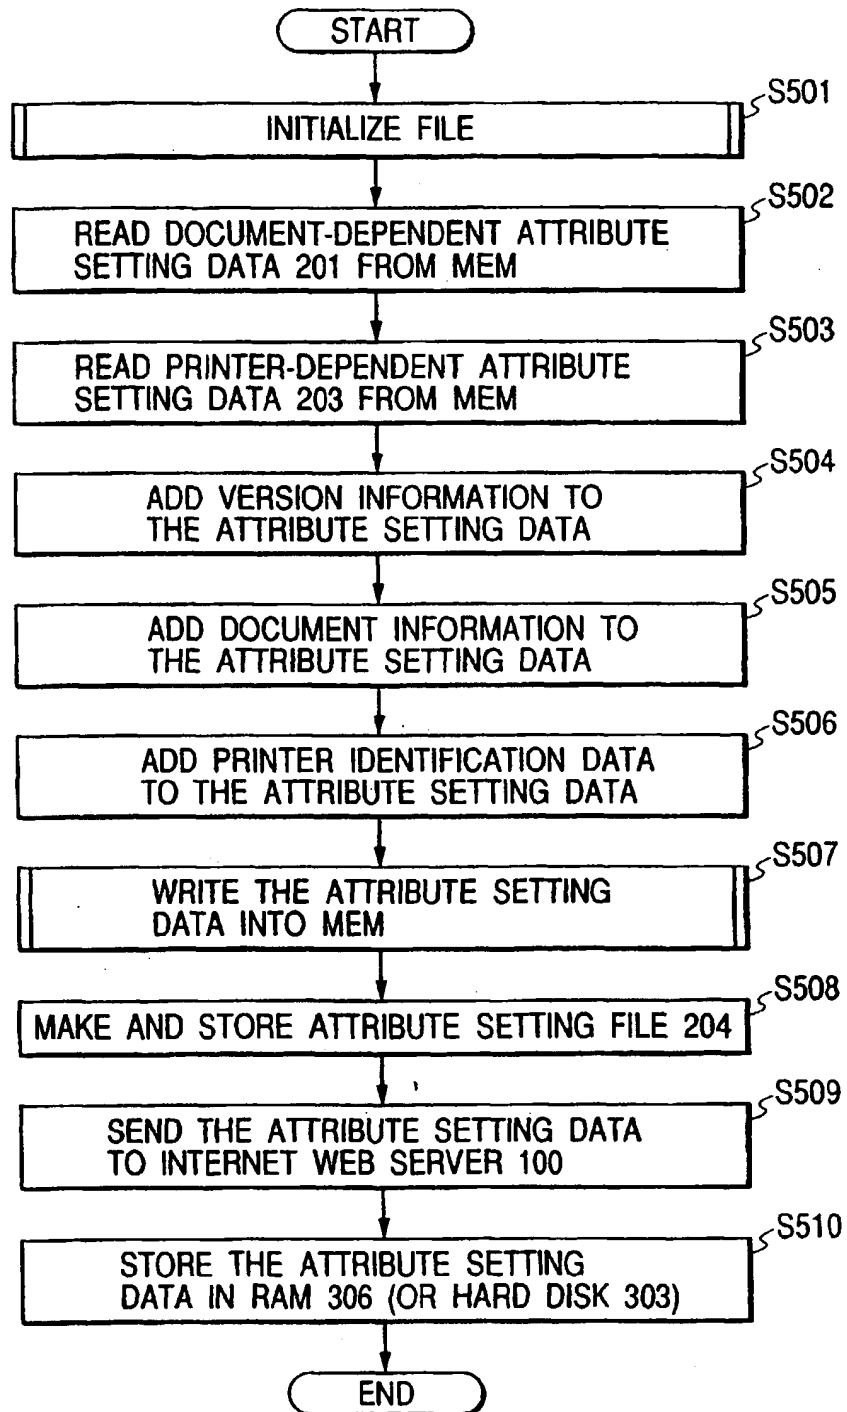 START
S501
INITIALIZE FILE
S502
READ DOCUMENT-DEPENDENT ATTRIBUTE
SETTING DATA 201 FROM MEM
S503
READ PRINTER-DEPENDENT ATTRIBUTE
SETTING DATA 203 FROM MEM
S504
ADD VERSION INFORMATION TO
THE ATTRIBUTE SETTING DATA
S505
ADD DOCUMENT INFORMATION TO
THE ATTRIBUTE SETTING DATA
S506
ADD PRINTER IDENTIFICATION DATA
TO THE ATTRIBUTE SETTING DATA
S507
WRITE THE ATTRIBUTE SETTING
DATA INTO MEM
S508
MAKE AND STORE ATTRIBUTE SETTING FILE 204
S509
SEND THE ATTRIBUTE SETTING DATA
TO INTERNET WEB SERVER 100
S510
STORE THE ATTRIBUTE SETTING
DATA IN RAM 306 (OR HARD DISK 303)
END